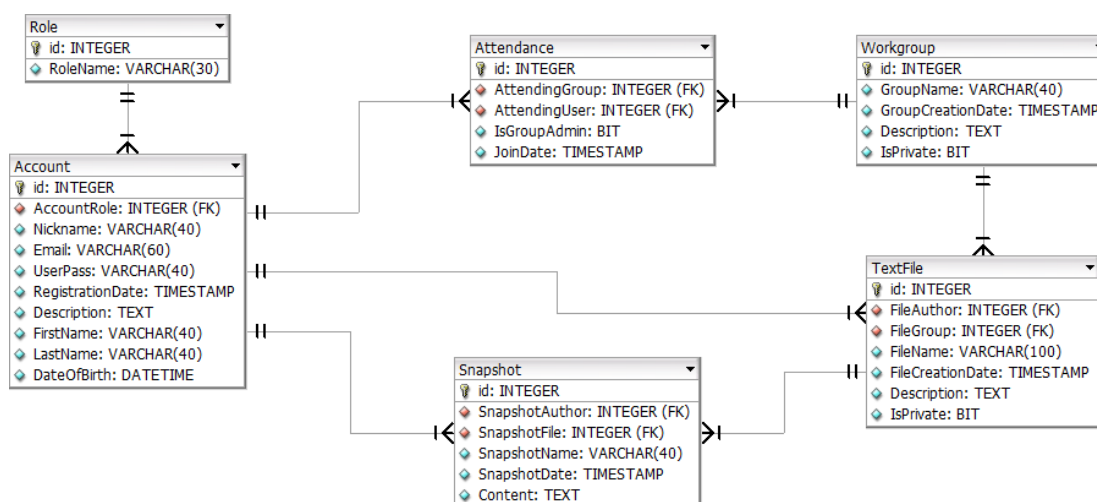 Role
id: INTEGER
RoleName: VARCHAR(30)
Attendance
id: INTEGER
AttendingGroup: INTEGER (FK)
AttendingUser: INTEGER (FK)
IsGroupAdmin: BIT
JoinDate: TIMESTAMP
Workgroup
id: INTEGER
GroupName: VARCHAR(40)
GroupCreationDate: TIMESTAMP
Description: TEXT
IsPrivate: BIT
Account
id: INTEGER
AccountRole: INTEGER (FK)
Nickname: VARCHAR(40)
Email: VARCHAR(60)
UserPass: VARCHAR(40)
RegistrationDate: TIMESTAMP
Description: TEXT
FirstName: VARCHAR(40)
LastName: VARCHAR(40)
DateOfBirth: DATETIME
TextFile
id: INTEGER
FileAuthor: INTEGER (FK)
FileGroup: INTEGER (FK)
FileName: VARCHAR(100)
FileCreationDate: TIMESTAMP
Description: TEXT
IsPrivate: BIT
Snapshot
id: INTEGER
SnapshotAuthor: INTEGER (FK)
SnapshotFile: INTEGER (FK)
SnapshotName: VARCHAR(40)
SnapshotDate: TIMESTAMP
Content: TEXT